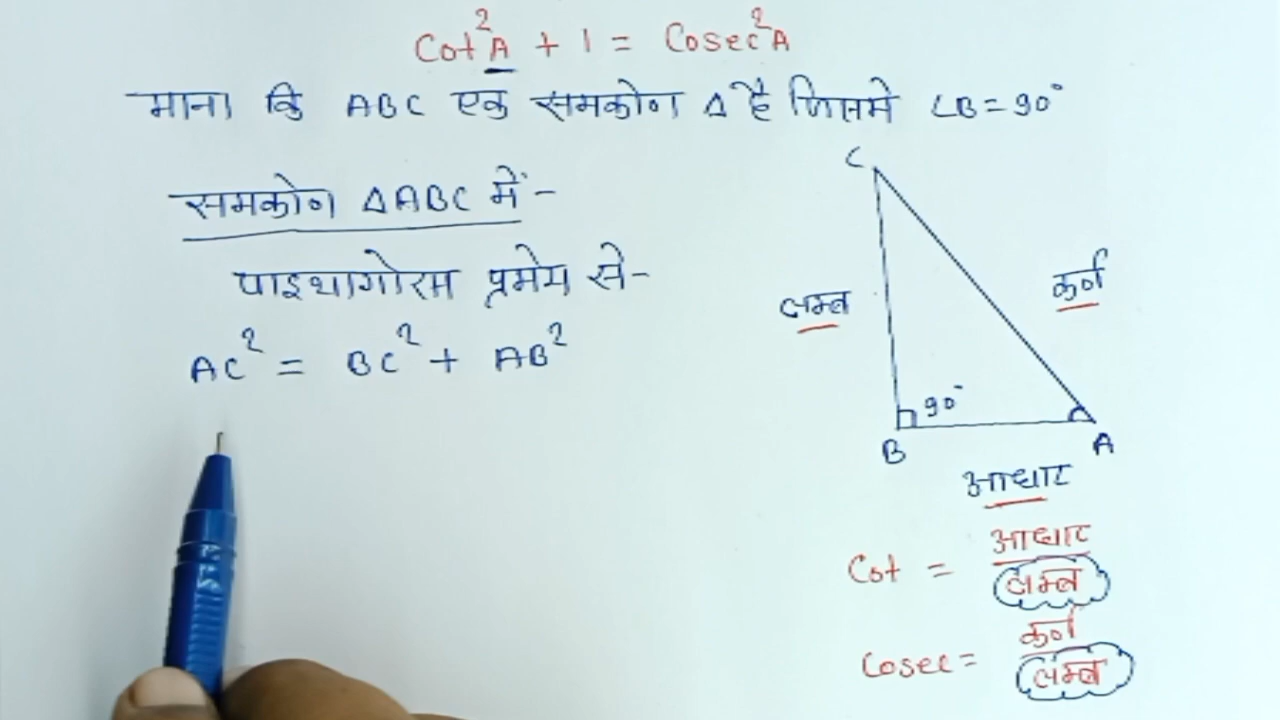 Cot²A + 1 = Cosec²A
माना कि ABC एक समकोण Δ है जिसमे ∠B = 90°
समकोण ΔABC में -
पाइथागोरस प्रमेय से -
AC² = BC² + AB²
C
लम्ब
कर्ण
90°
B
A
आधार
Cot = आधार / लम्ब
Cosec = कर्ण / लम्ब